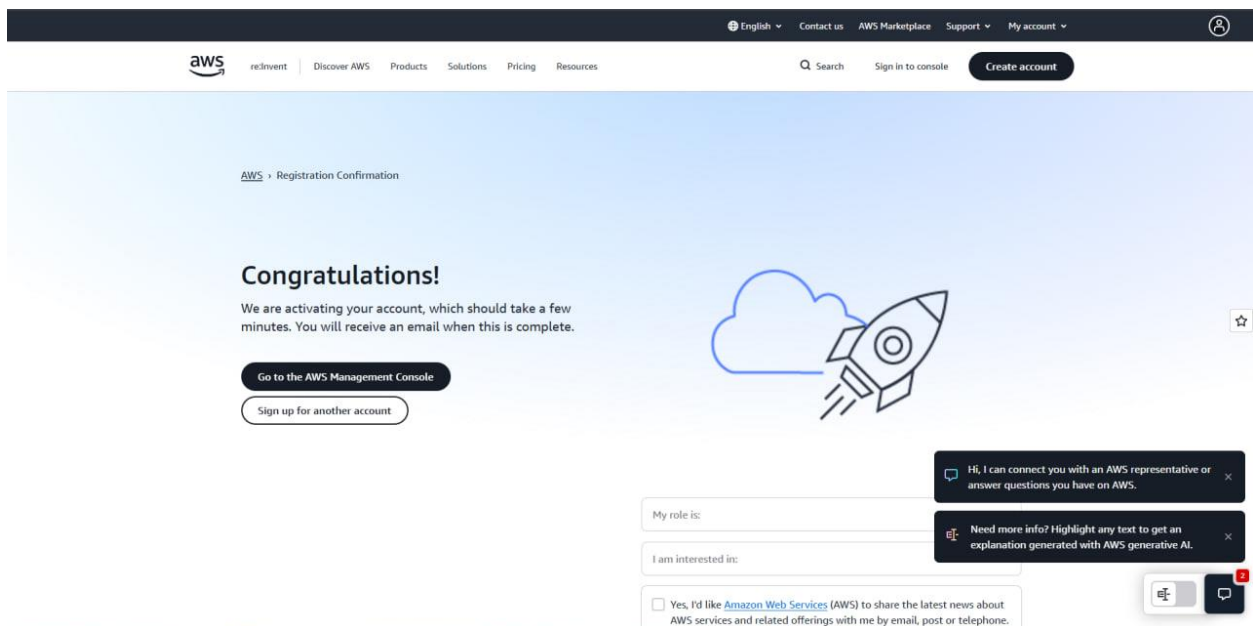 English Contact us AWS Marketplace Support My account
aws re:Invent Discover AWS Products Solutions Pricing Resources Search Sign in to console Create account
AWS › Registration Confirmation
Congratulations!
We are activating your account, which should take a few
minutes. You will receive an email when this is complete.
Go to the AWS Management Console
Sign up for another account
Hi, I can connect you with an AWS representative or
answer questions you have on AWS.
My role is:
Need more info? Highlight any text to get an
explanation generated with AWS generative AI.
I am interested in:
2
Yes, I'd like Amazon Web Services (AWS) to share the latest news about
AWS services and related offerings with me by email, post or telephone.